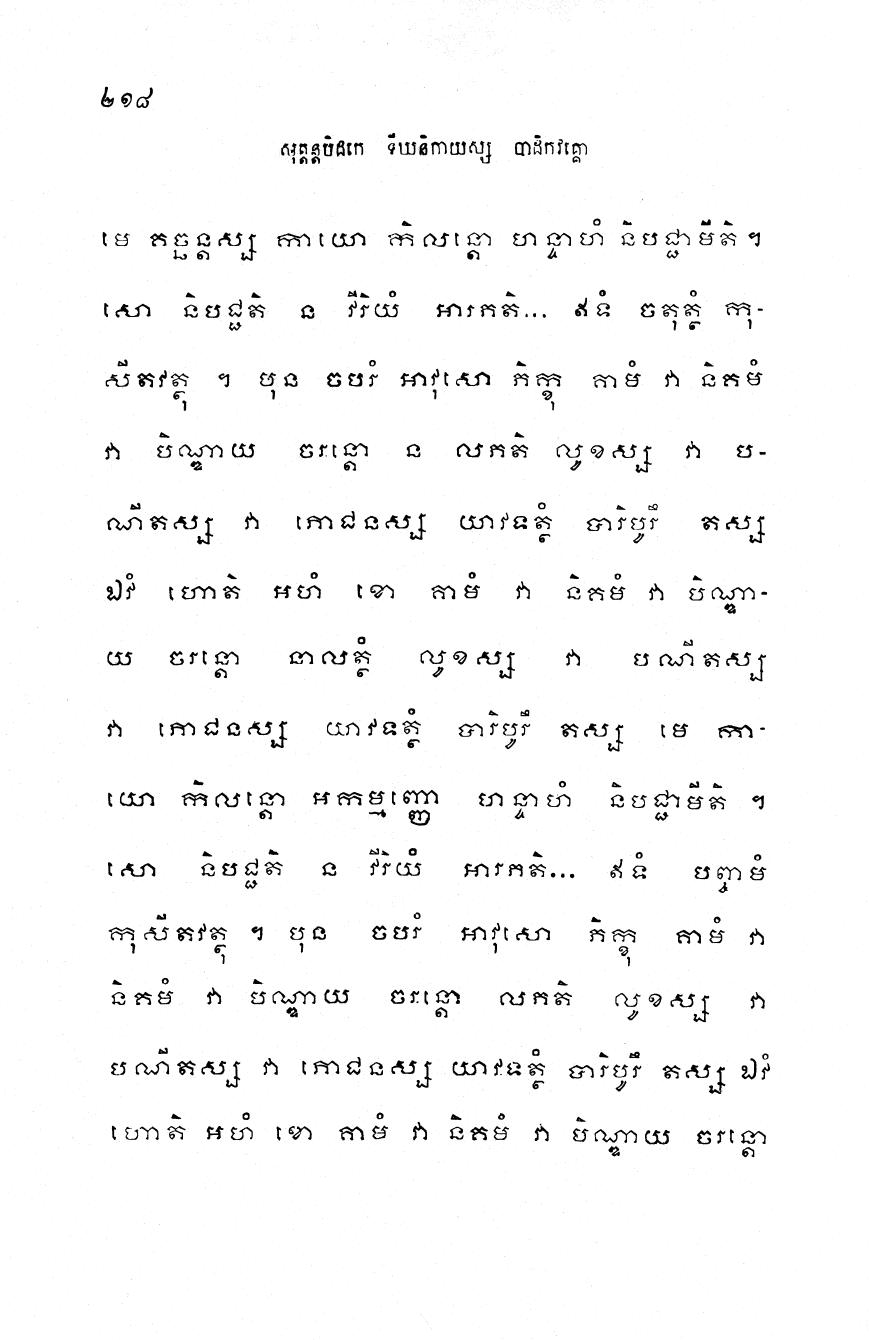 ២១៨
សុត្តន្តបិដកេ ទីឃនិកាយស្ស បាដិកវគ្គោ
មេ គច្ឆន្តស្ស កាយោ កិលន្តោ ហន្ទាហំ និបជ្ជាមីតិ ។
សោ និបជ្ជតិ ន វីរិយំ អារភតិ... ឥទំ ចតុត្ថំ កុ-
សីតវត្ថុ ។ បុន ចបរំ អាវុសោ ភិក្ខុ គាមំ វា និគមំ
វា បិណ្ឌាយ ចរន្តោ ន លភតិ លូខស្ស វា ប-
ណីតស្ស វា ភោជនស្ស យាវទត្ថំ បារិបូរឹ តស្ស
ឯវំ ហោតិ អហំ ខោ គាមំ វា និគមំ វា បិណ្ឌា-
យ ចរន្តោ នាលត្ថំ លូខស្ស វា បណីតស្ស
វា ភោជនស្ស យាវទត្ថំ បារិបូរឹ តស្ស មេ កា-
យោ កិលន្តោ អកម្មញ្ញោ ហន្ទាហំ និបជ្ជាមីតិ ។
សោ និបជ្ជតិ ន វីរិយំ អារភតិ... ឥទំ បញ្ចមំ
កុសីតវត្ថុ ។ បុន ចបរំ អាវុសោ ភិក្ខុ គាមំ វា
និគមំ វា បិណ្ឌាយ ចរន្តោ លភតិ លូខស្ស វា
បណីតស្ស វា ភោជនស្ស យាវទត្ថំ បារិបូរឹ តស្ស ឯវំ
ហោតិ អហំ ខោ គាមំ វា និគមំ វា បិណ្ឌាយ ចរន្តោ